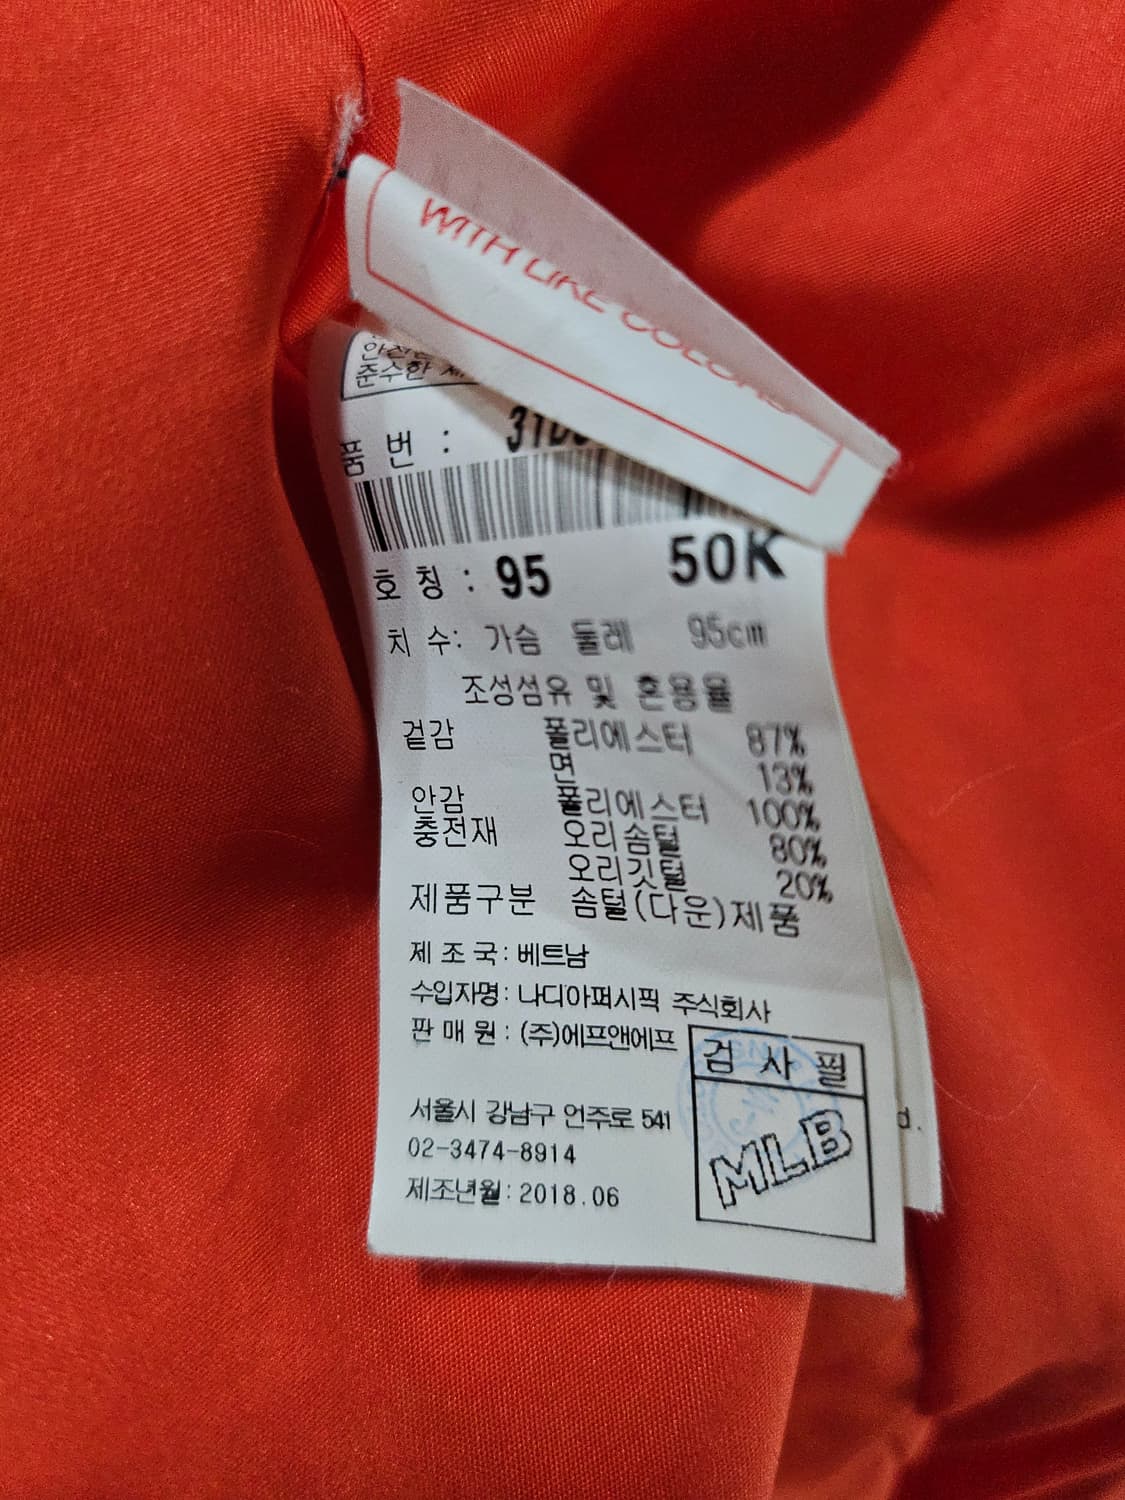 WITH LIKE COLORS
준수한
품 번 :
호 칭 : 95 50K
치 수: 가슴 둘레 95cm
조성섬유 및 혼용율
겉감 폴리에스터 87%
면 13%
안감 폴리에스터 100%
충전재 오리솜털 80%
오리깃털 20%
제품구분 솜털(다운)제품
제 조 국: 베트남
수입자명: 나디아퍼시픽 주식회사
판 매 원 : (주)에프앤에프
검 사 필
MLB
서울시 강남구 언주로 541
02-3474-8914
제조년월: 2018.06
d.